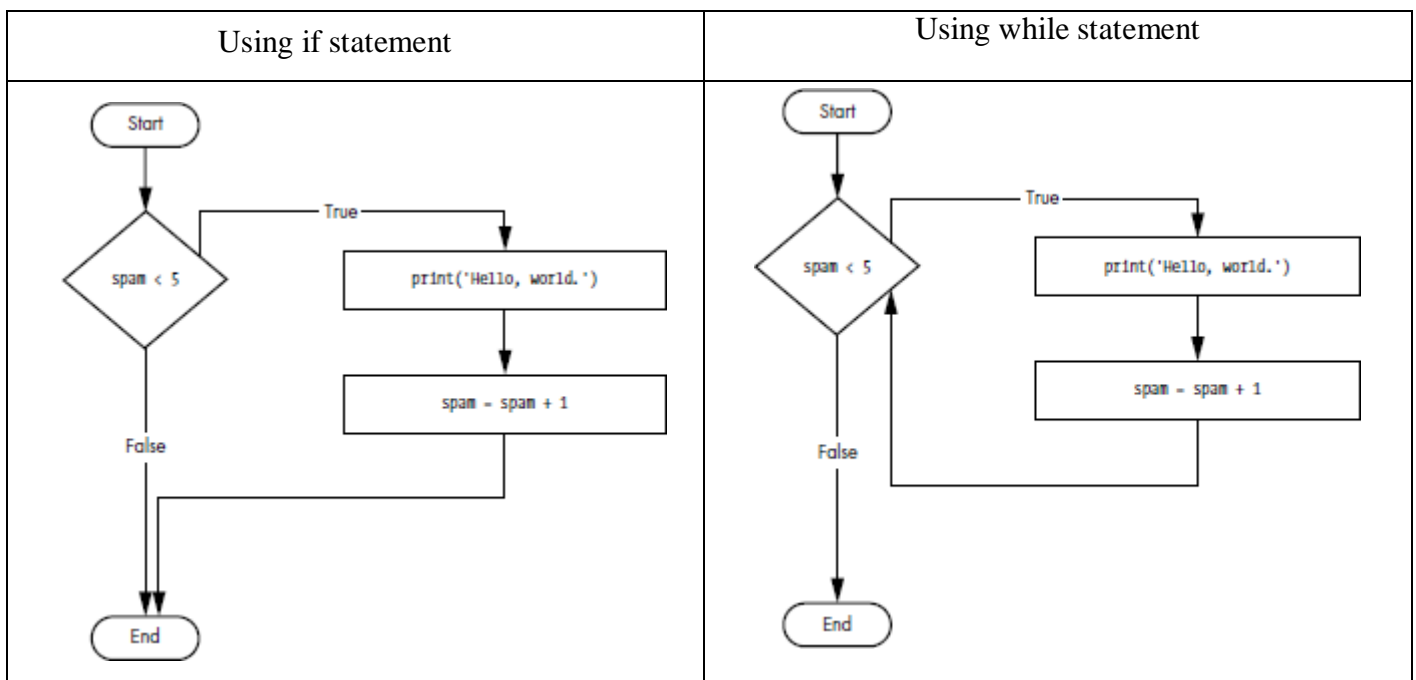 Using if statement
Start
True
spam < 5
print('Hello, world.')
spam = spam + 1
False
End
Using while statement
Start
True
spam < 5
print('Hello, world.')
spam = spam + 1
False
End